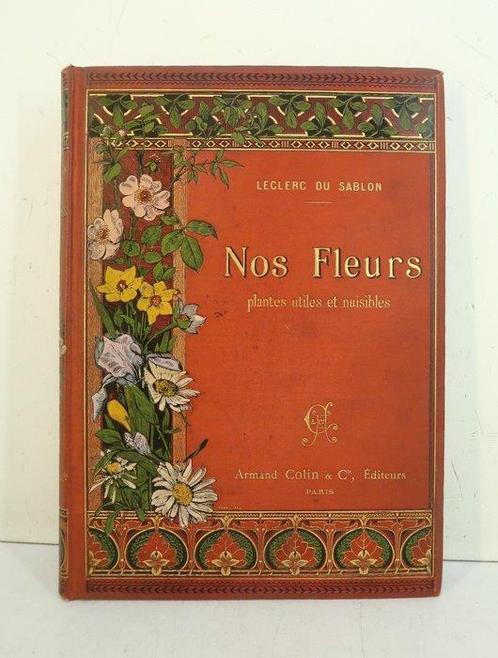 LECLERC DU SABLON
Nos Fleurs
plantes utiles et nuisibles
Armand Colin & Cie, Éditeurs
PARIS